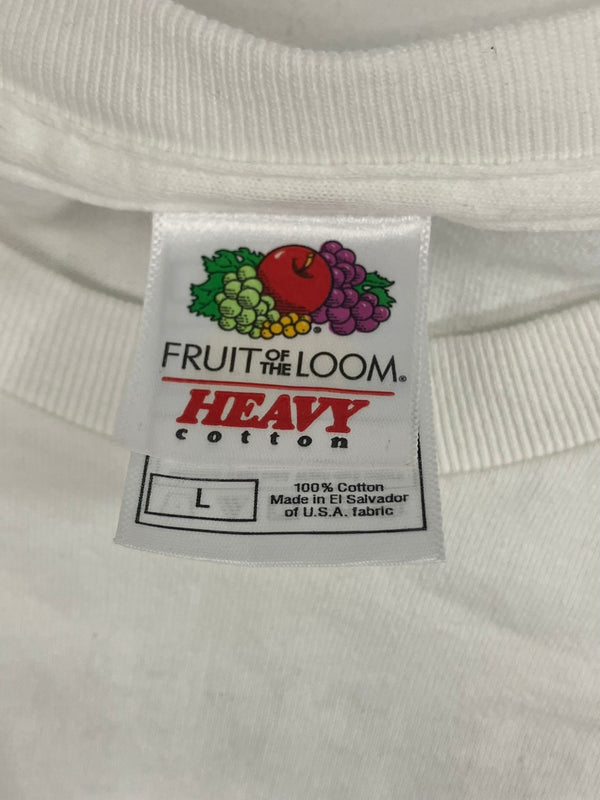 FRUIT OF THE LOOM®
HEAVY
cotton
L
100% Cotton
Made in El Salvador
of U.S.A. fabric